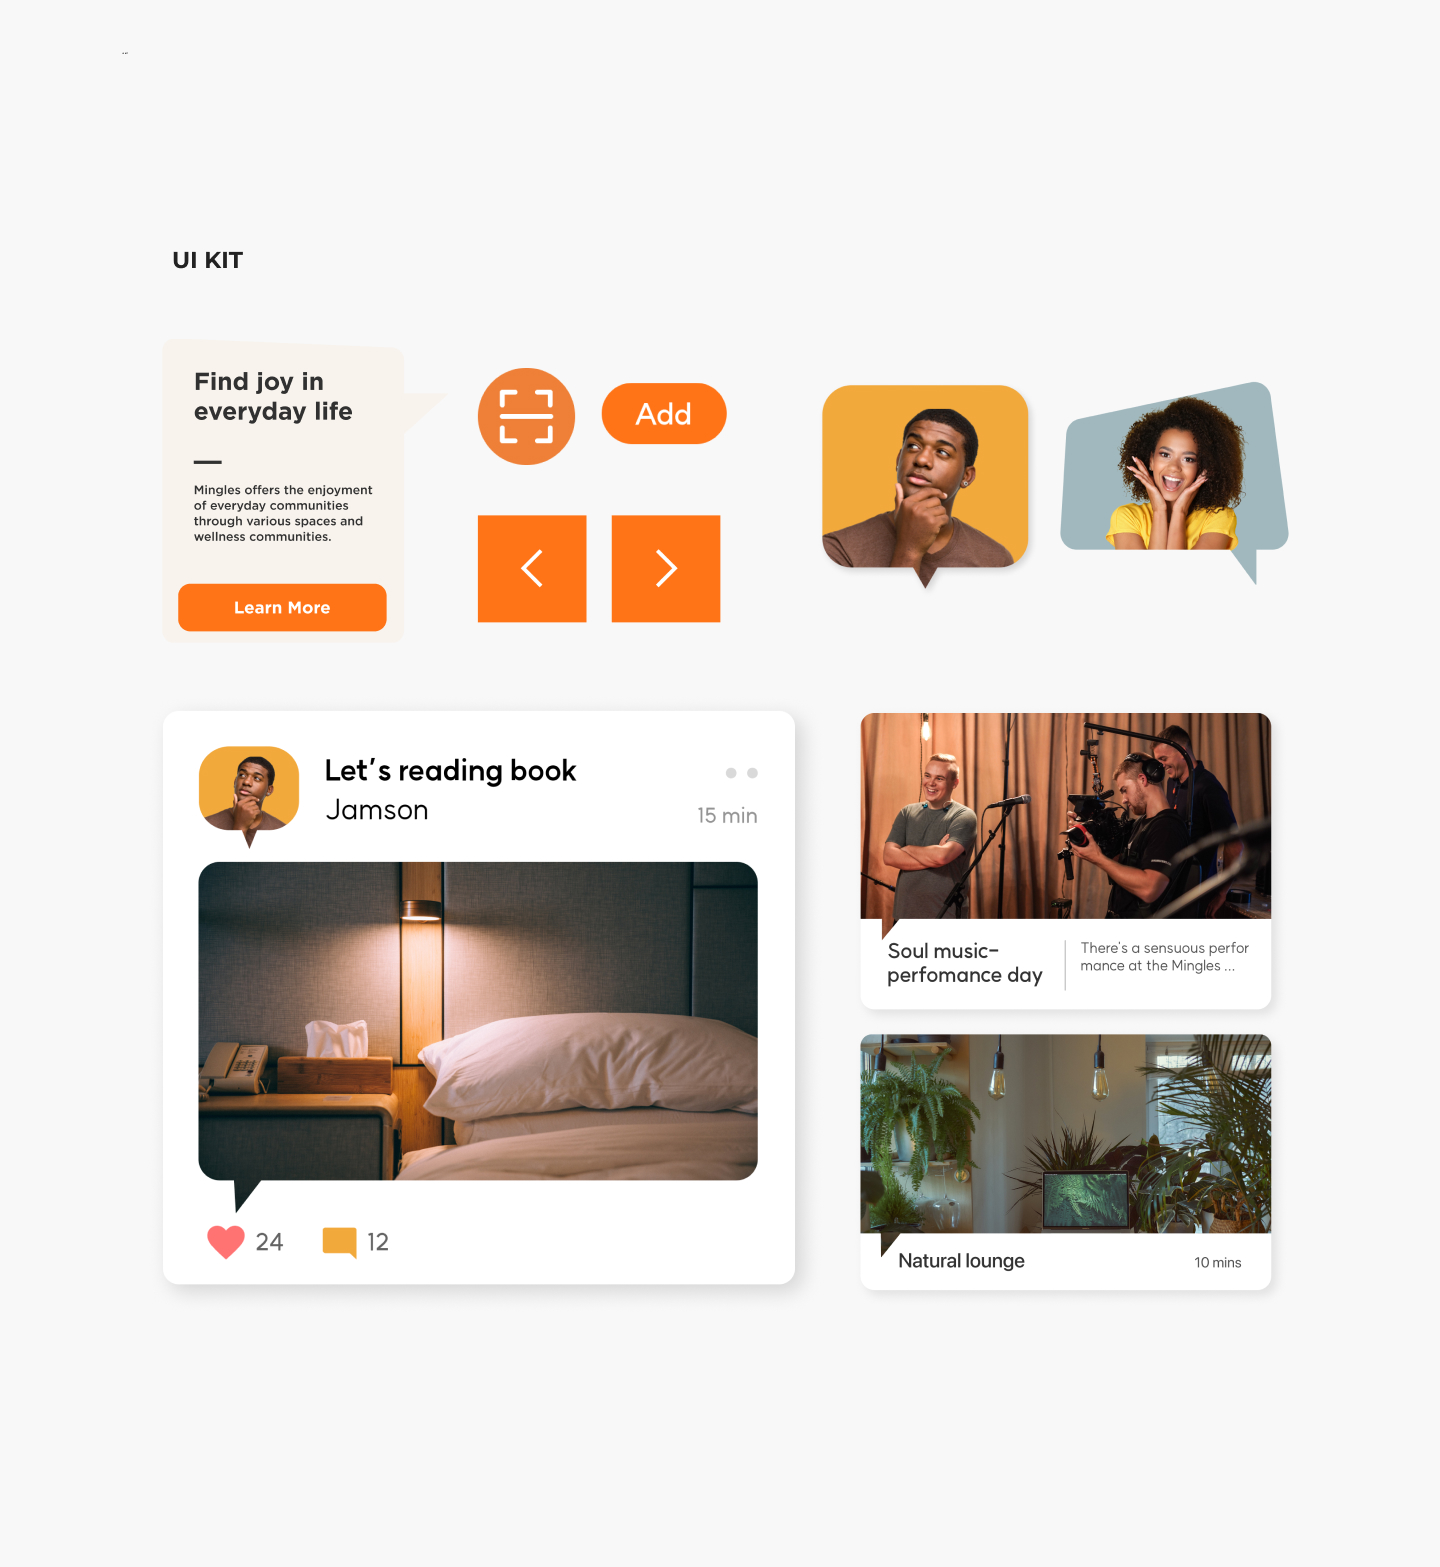 UI KIT
Find joy in
everyday life
Mingles offers the enjoyment
of everyday communities
through various spaces and
wellness communities.
Learn More
Add
Let's reading book
Jamson
15 min
24
12
Soul music-
perfomance day
There's a sensuous perfor
mance at the Mingles ...
Natural lounge
10 mins